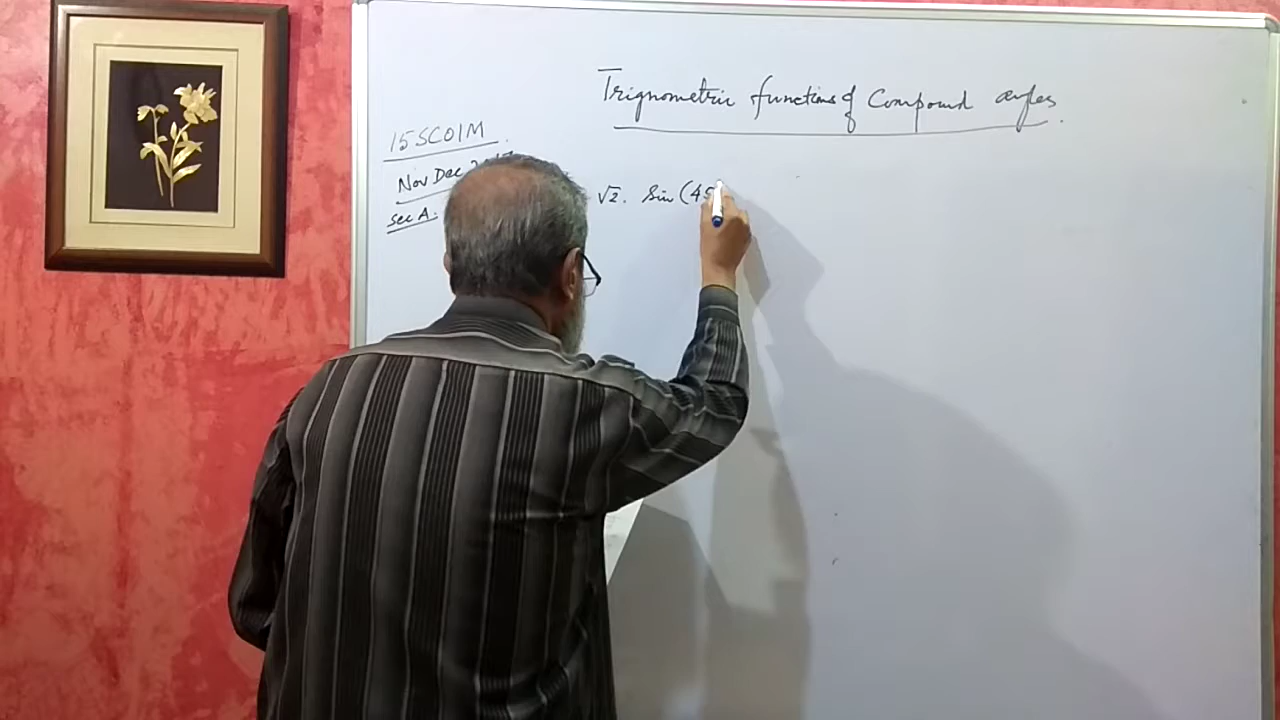 Trignometric functions of Compound angles.
15SC01M.
Nov Dec
Sec A:
√2. Sin (45